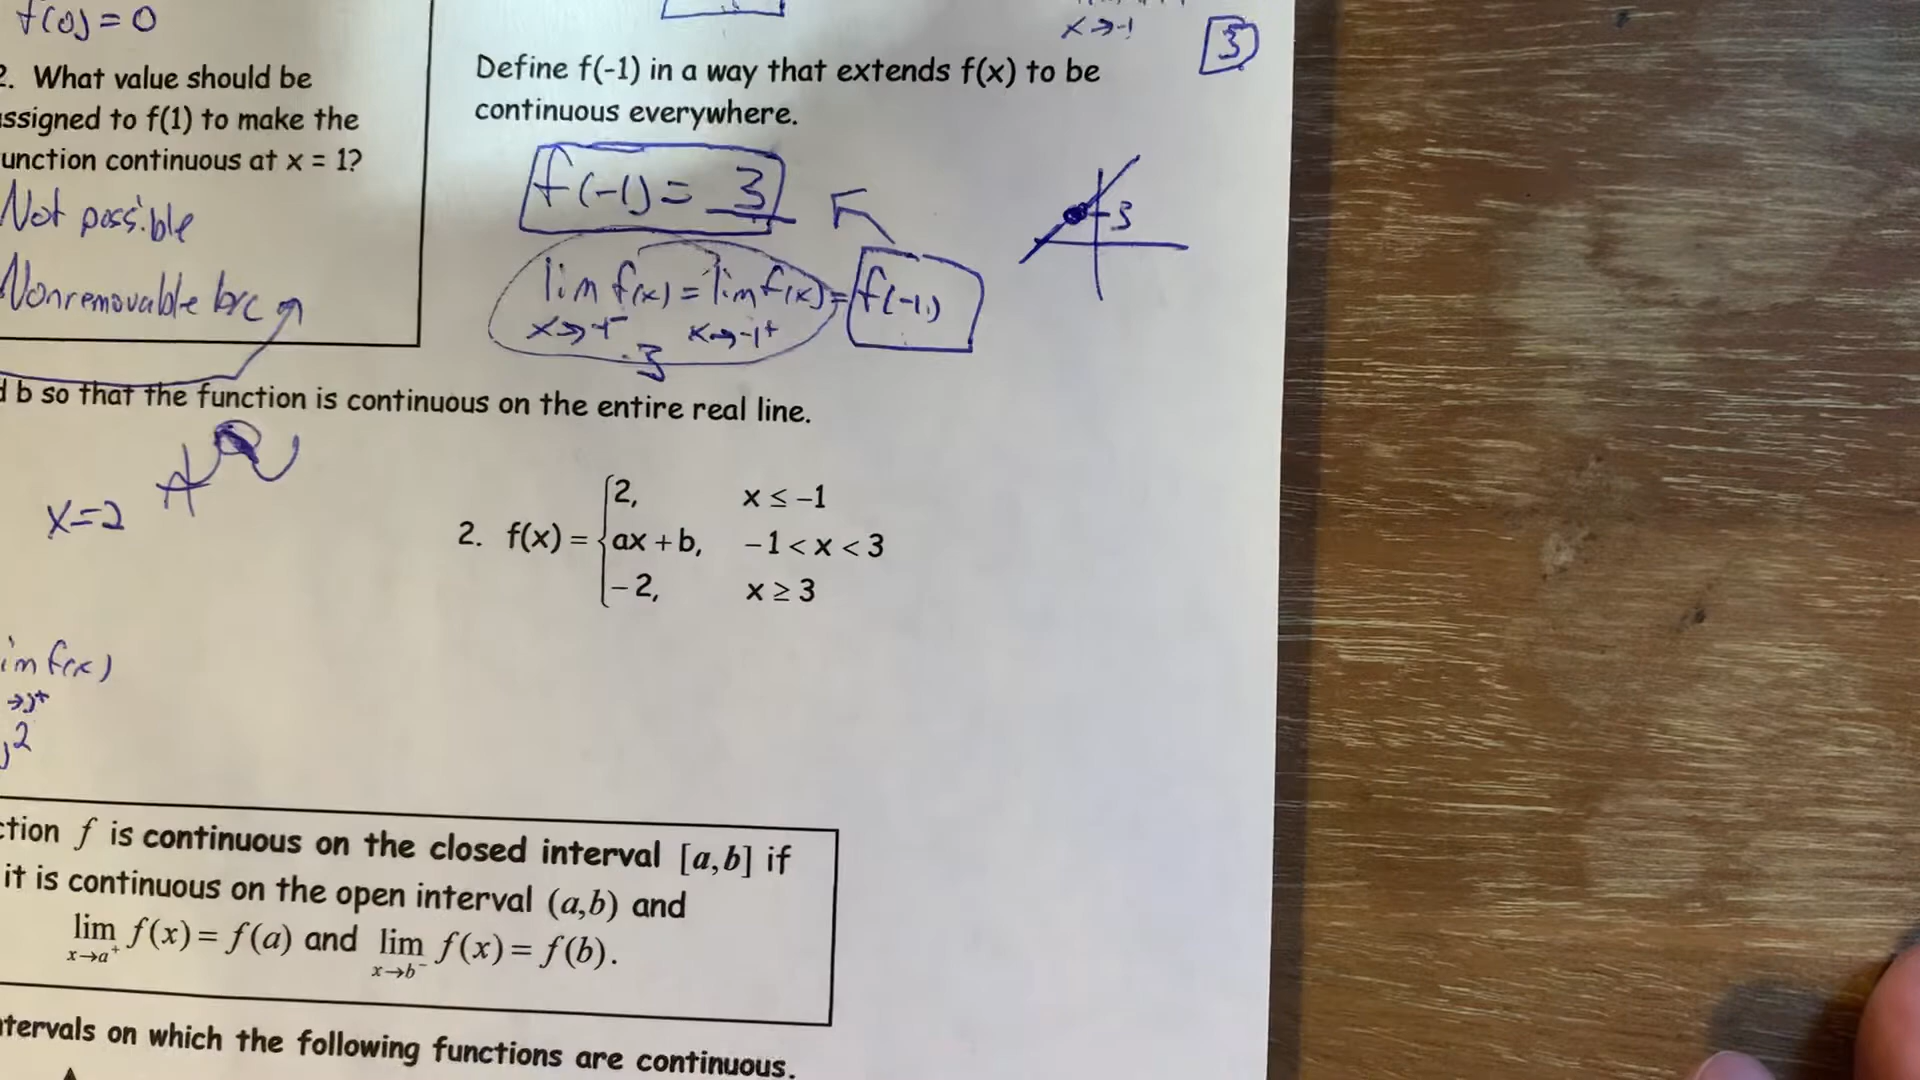 f(0) = 0
x→-1
3
2. What value should be
assigned to f(1) to make the
function continuous at x = 1?
Not possible
Nonremovable
Define f(-1) in a way that extends f(x) to be
continuous everywhere.
f(-1) = 3
lim f(x) = lim f(x) = f(-1)
x→-1⁻ x→-1⁺
3
3
b so that the function is continuous on the entire real line.
x=2
2. f(x) = {2, x ≤ -1
ax + b, -1 < x < 3
-2, x ≥ 3
im f(x)
2
ction f is continuous on the closed interval [a,b] if
it is continuous on the open interval (a,b) and
lim f(x) = f(a) and lim f(x) = f(b).
x→a⁺ x→b⁻
tervals on which the following functions are continuous.